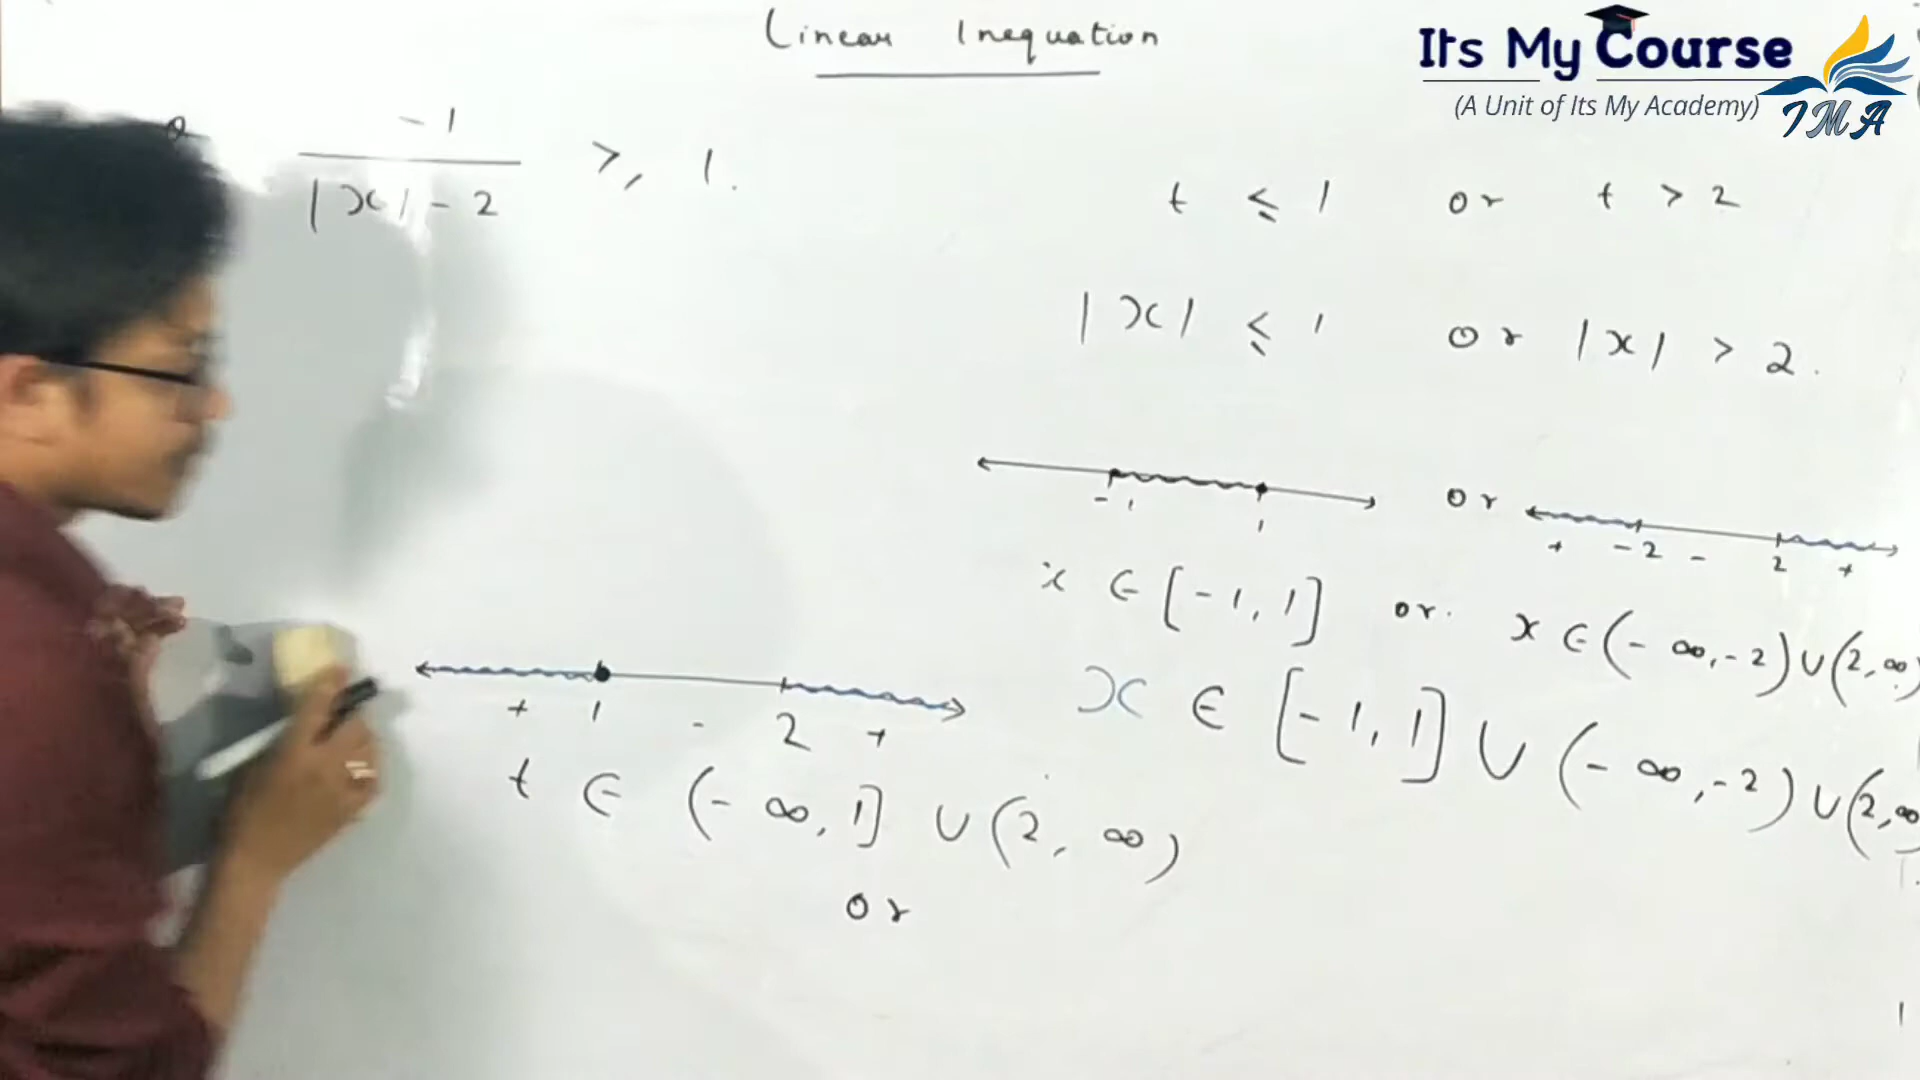 Linear Inequation
Its My Course
(A Unit of Its My Academy)
IMA
-1
|x| - 2
≥ 1.
t ≤ 1 or t > 2
|x| ≤ 1 or |x| > 2.
-1 1 or + -2 - 2 +
x ∈ [-1, 1] or. x ∈ (-∞, -2) ∪ (2, ∞)
x ∈ [-1, 1] ∪ (-∞, -2) ∪ (2, ∞
+ 1 - 2 +
t ∈ (-∞, 1] ∪ (2, ∞)
or